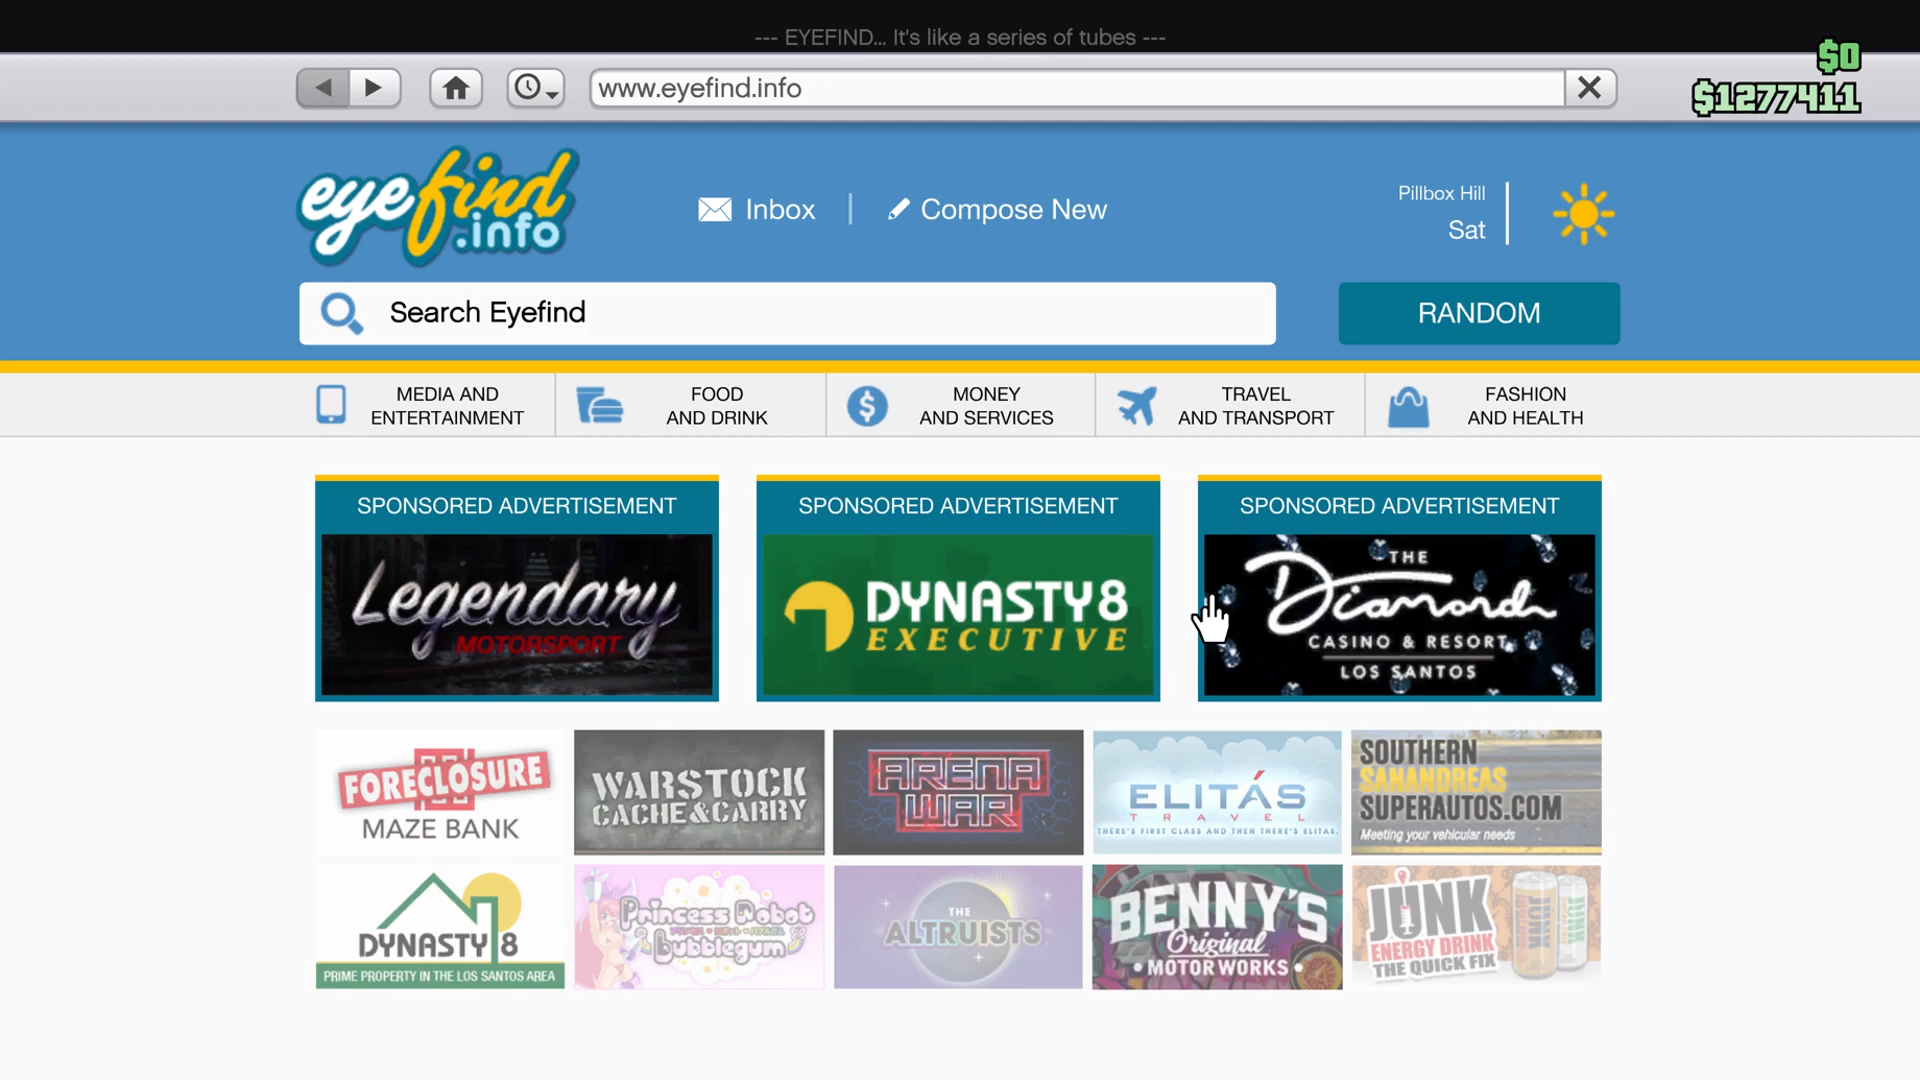 --- EYEFIND... It's like a series of tubes ---
$0
www.eyefind.info
$1277411
eyefind
.info
Inbox
Compose New
Pillbox Hill
Sat
Search Eyefind
RANDOM
MEDIA AND
ENTERTAINMENT
FOOD
AND DRINK
MONEY
AND SERVICES
TRAVEL
AND TRANSPORT
FASHION
AND HEALTH
SPONSORED ADVERTISEMENT
Legendary
MOTORSPORT
SPONSORED ADVERTISEMENT
DYNASTY8
EXECUTIVE
SPONSORED ADVERTISEMENT
THE
Diamond
CASINO & RESORT
LOS SANTOS
FORECLOSURE
MAZE BANK
WARSTOCK
CACHE&CARRY
ARENA
WAR
ELITÁS
TRAVEL
THERE'S FIRST CLASS AND THEN THERE'S ELITAS.
SOUTHERN
SANANDREAS
SUPERAUTOS.COM
Meeting your vehicular needs
DYNASTY 8
PRIME PROPERTY IN THE LOS SANTOS AREA
Princess Robot
bubblegum
THE
ALTRUISTS
BENNY'S
Original
MOTOR WORKS
JUNK
ENERGY DRINK
THE QUICK FIX
JUNK